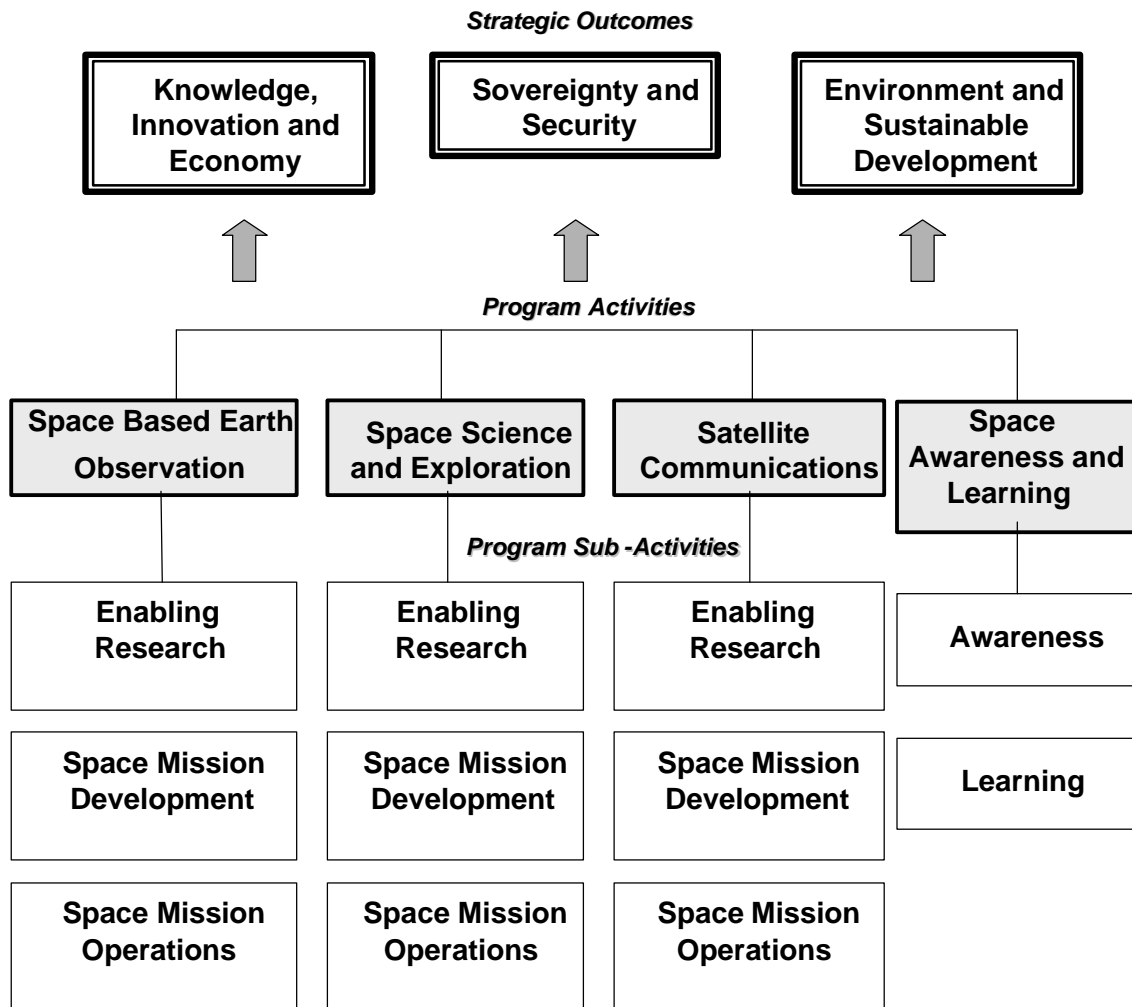 Strategic Outcomes
Knowledge,
Innovation and
Economy
Sovereignty and
Security
Environment and
Sustainable
Development
Program Activities
Space Based Earth
Observation
Space Science
and Exploration
Satellite
Communications
Space
Awareness and
Learning
Program Sub -Activities
Enabling
Research
Enabling
Research
Enabling
Research
Awareness
Space Mission
Development
Space Mission
Development
Space Mission
Development
Learning
Space Mission
Operations
Space Mission
Operations
Space Mission
Operations